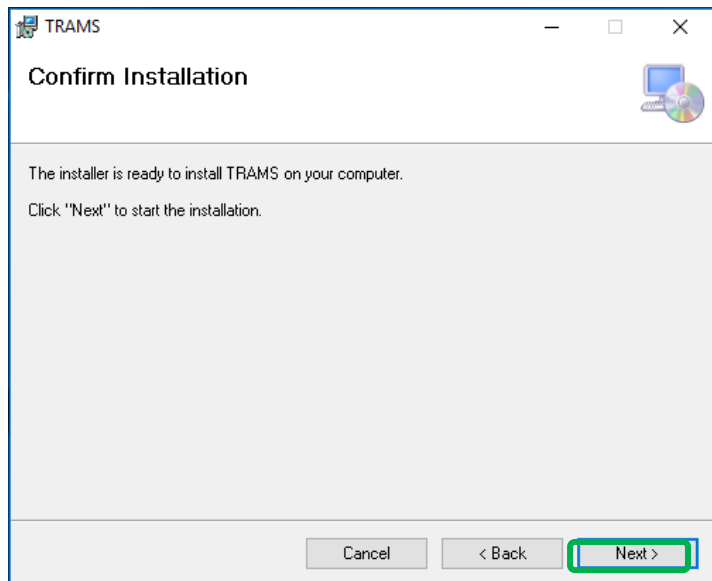 TRAMS
Confirm Installation
The installer is ready to install TRAMS on your computer.
Click "Next" to start the installation.
Cancel
< Back
Next >